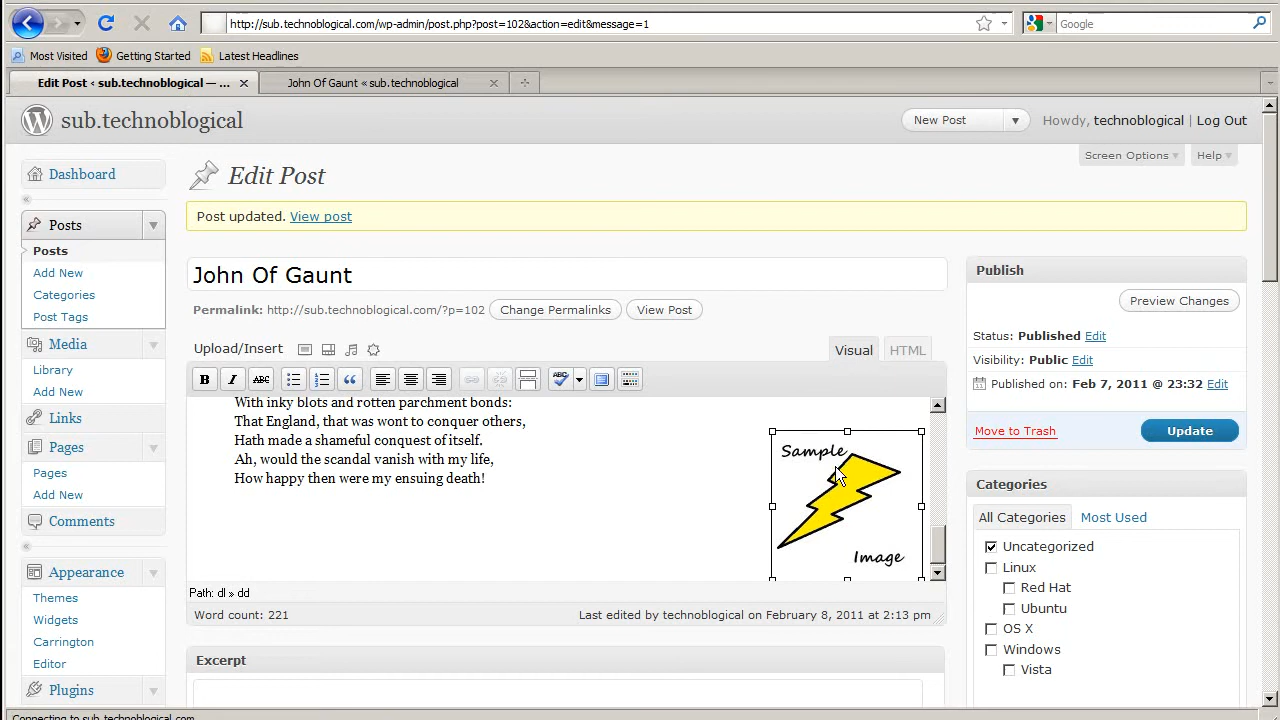 http://sub.technoblogical.com/wp-admin/post.php?post=102&action=edit&message=1
Google
Most Visited
Getting Started
Latest Headlines
Edit Post ‹ sub.technoblogical — ...
John Of Gaunt « sub.technoblogical
sub.technoblogical
New Post
Howdy, technoblogical | Log Out
Screen Options
Help
Dashboard
Edit Post
Post updated. View post
Posts
Posts
Add New
Categories
Post Tags
John Of Gaunt
Permalink: http://sub.technoblogical.com/?p=102
Change Permalinks
View Post
Publish
Preview Changes
Status: Published Edit
Visibility: Public Edit
Published on: Feb 7, 2011 @ 23:32 Edit
Move to Trash
Update
Media
Library
Add New
Links
Pages
Pages
Add New
Comments
Upload/Insert
Visual
HTML
B
I
ABC
ABC
With inky blots and rotten parchment bonds:
That England, that was wont to conquer others,
Hath made a shameful conquest of itself.
Ah, would the scandal vanish with my life,
How happy then were my ensuing death!
Sample
Image
Path: dl » dd
Word count: 221
Last edited by technoblogical on February 8, 2011 at 2:13 pm
Categories
All Categories
Most Used
Uncategorized
Linux
Red Hat
Ubuntu
OS X
Windows
Vista
Appearance
Themes
Widgets
Carrington
Editor
Plugins
Excerpt
Connecting to sub.technoblogical.com